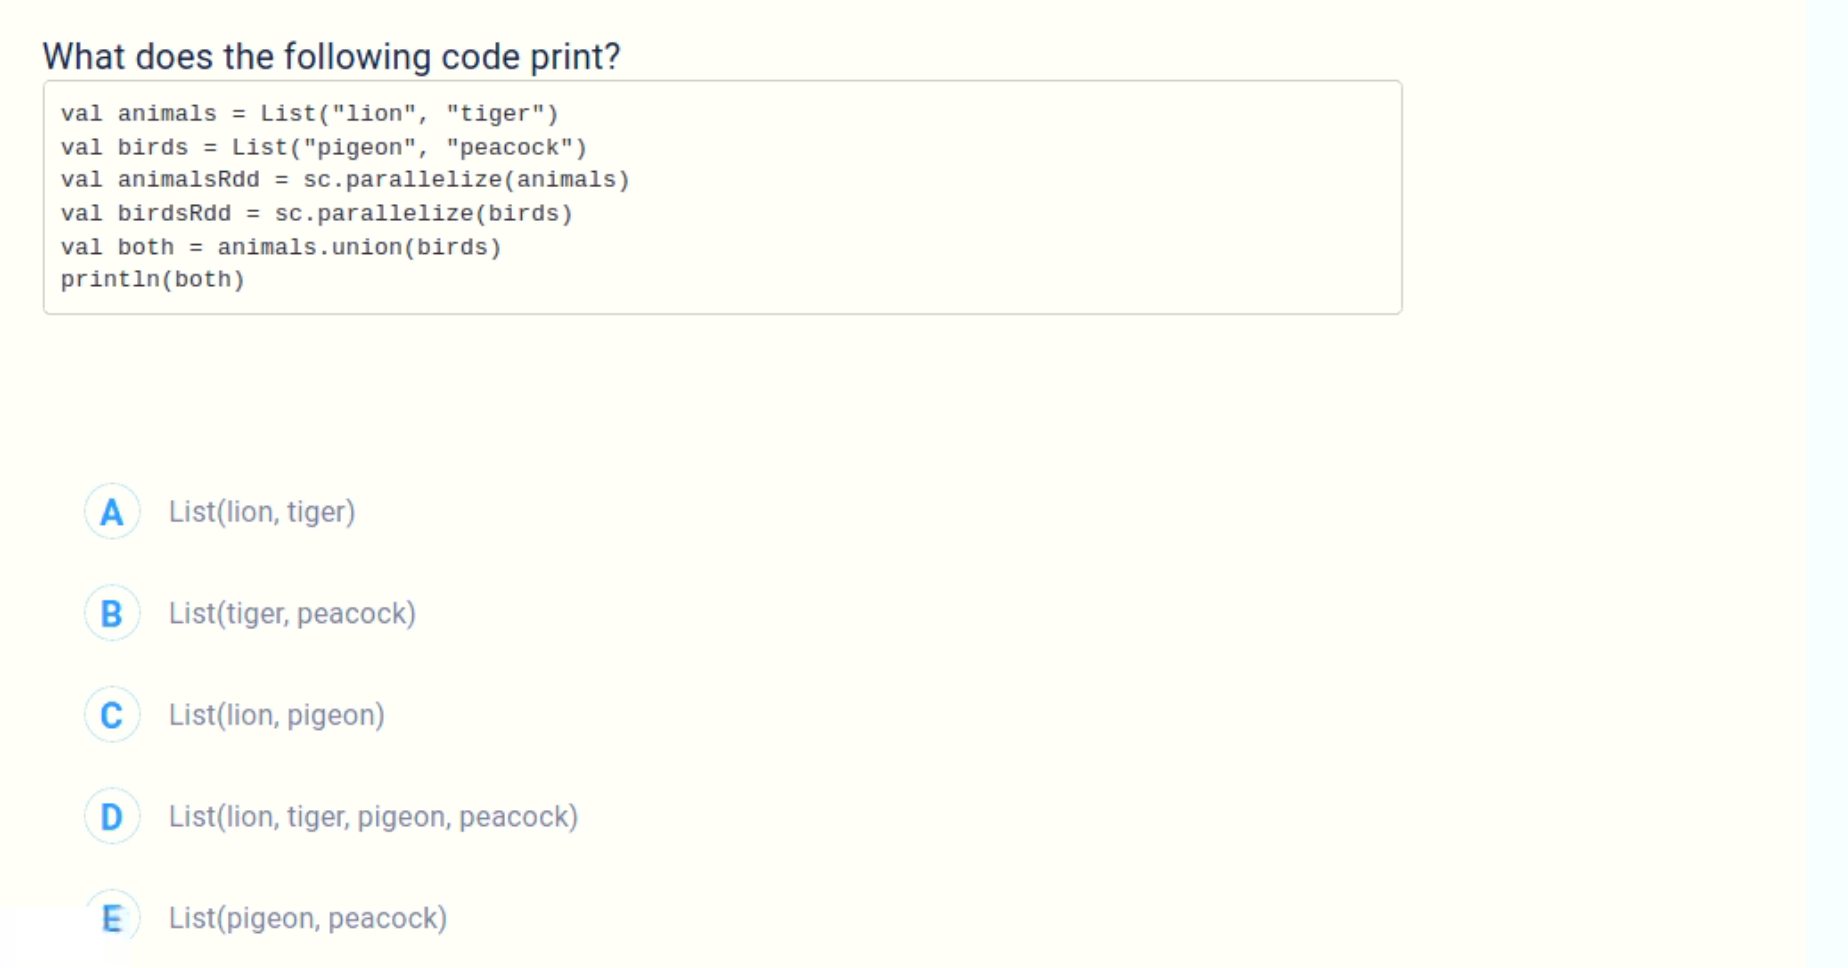 What does the following code print?
val animals = List("lion", "tiger")
val birds = List("pigeon", "peacock")
val animalsRdd = sc.parallelize(animals)
val birdsRdd = sc.parallelize(birds)
val both = animals.union(birds)
println(both)
A List(lion, tiger)
B List(tiger, peacock)
C List(lion, pigeon)
D List(lion, tiger, pigeon, peacock)
E List(pigeon, peacock)